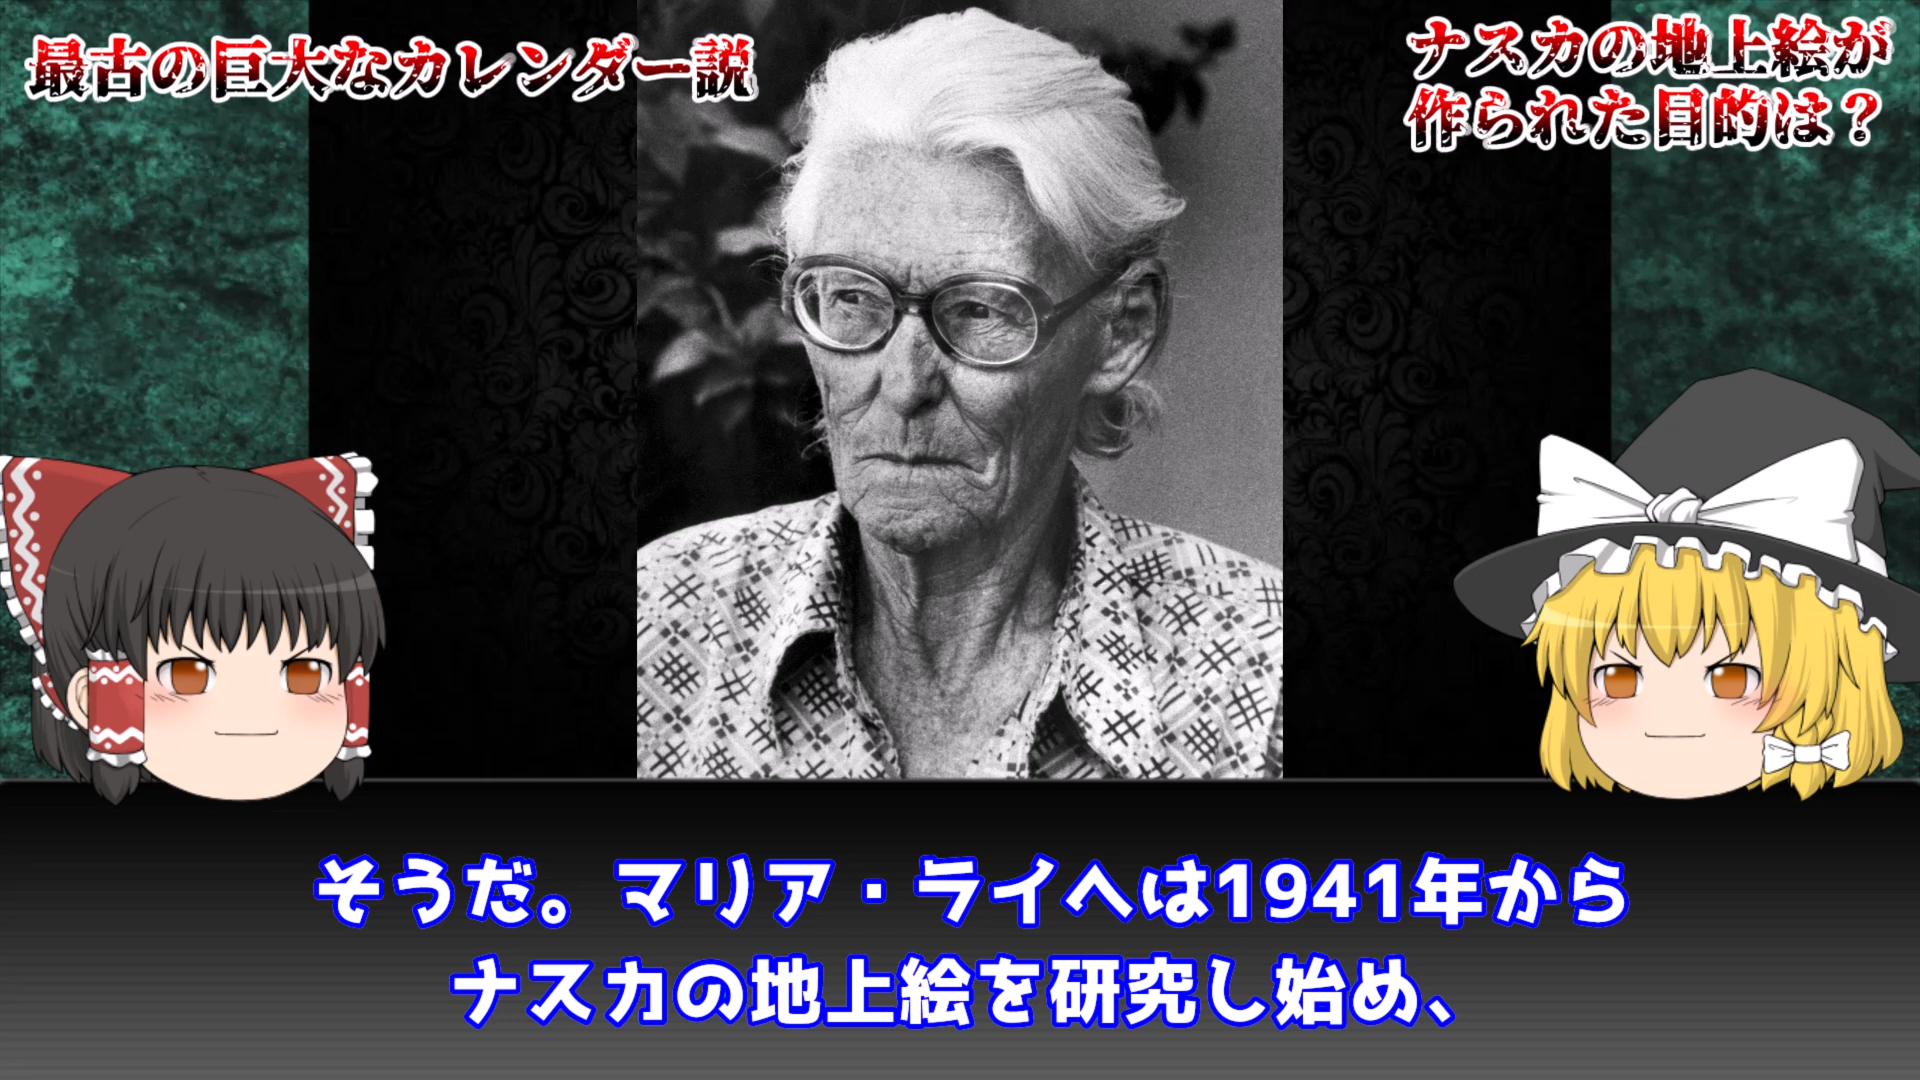 最古の巨大なカレンダー説
ナスカの地上絵が
作られた目的は？
そうだ。マリア・ライヘは1941年から
ナスカの地上絵を研究し始め、